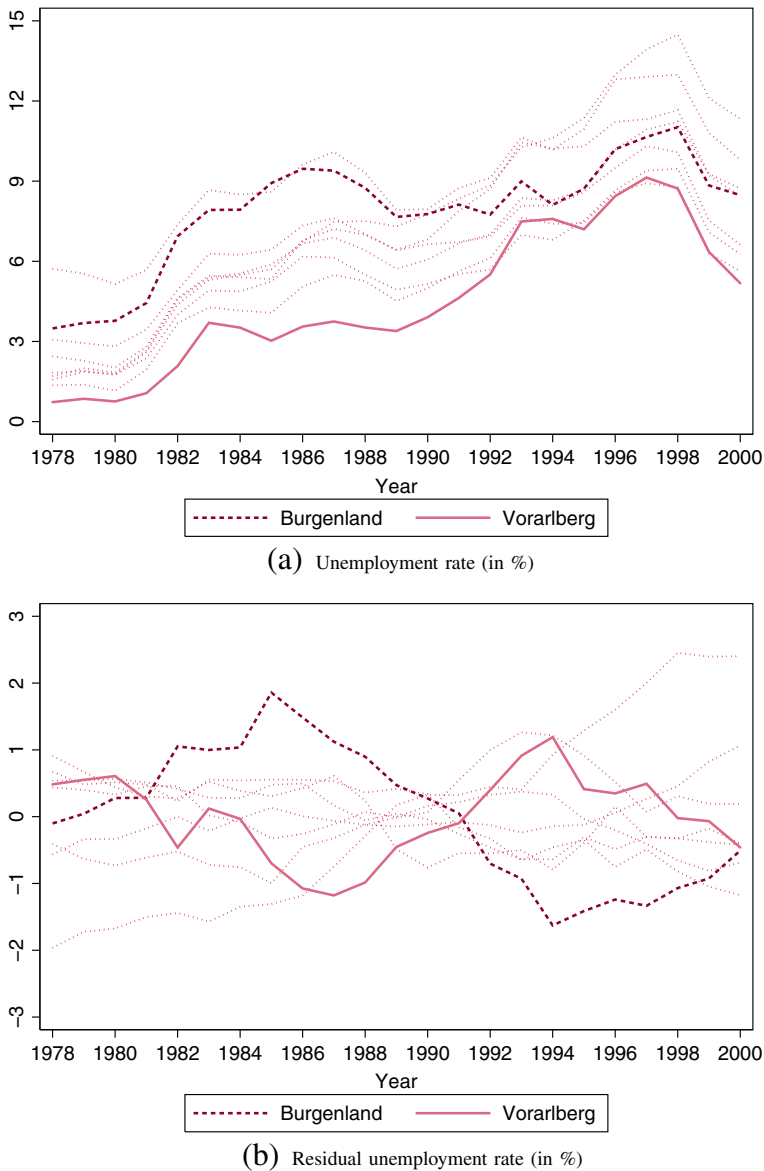 15
12
9
6
3
0
1978 1980 1982 1984 1986 1988 1990 1992 1994 1996 1998 2000
Year
Burgenland Vorarlberg
(a) Unemployment rate (in %)
3
2
1
0
−1
−2
−3
1978 1980 1982 1984 1986 1988 1990 1992 1994 1996 1998 2000
Year
Burgenland Vorarlberg
(b) Residual unemployment rate (in %)